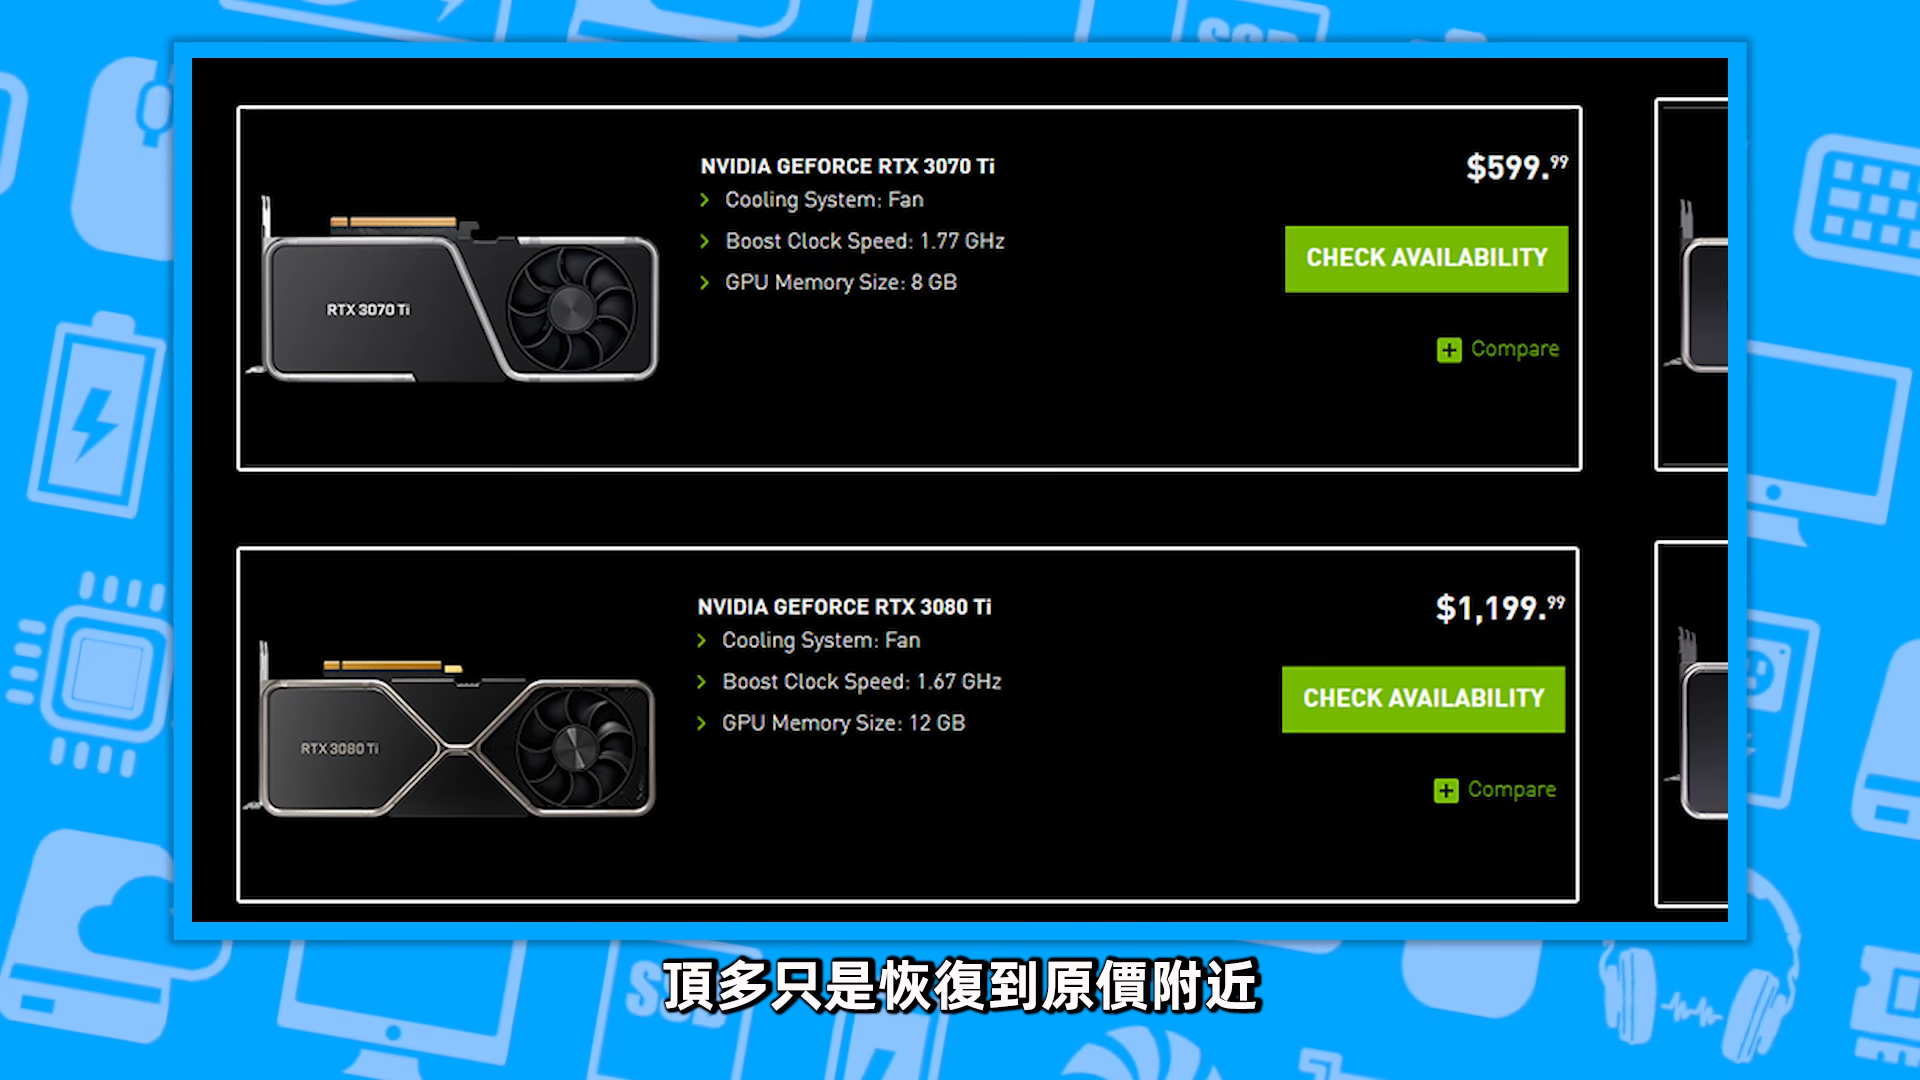 NVIDIA GEFORCE RTX 3070 Ti
Cooling System: Fan
Boost Clock Speed: 1.77 GHz
GPU Memory Size: 8 GB
$599.99
CHECK AVAILABILITY
Compare
RTX 3070 Ti
NVIDIA GEFORCE RTX 3080 Ti
Cooling System: Fan
Boost Clock Speed: 1.67 GHz
GPU Memory Size: 12 GB
$1,199.99
CHECK AVAILABILITY
Compare
RTX 3080 Ti
頂多只是恢復到原價附近